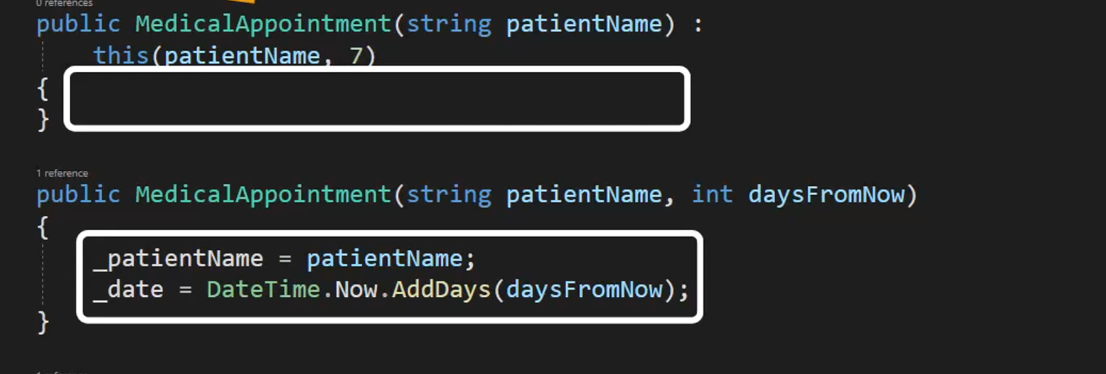 0 references
public MedicalAppointment(string patientName) :
this(patientName, 7)
{
}
1 reference
public MedicalAppointment(string patientName, int daysFromNow)
{
_patientName = patientName;
_date = DateTime.Now.AddDays(daysFromNow);
}